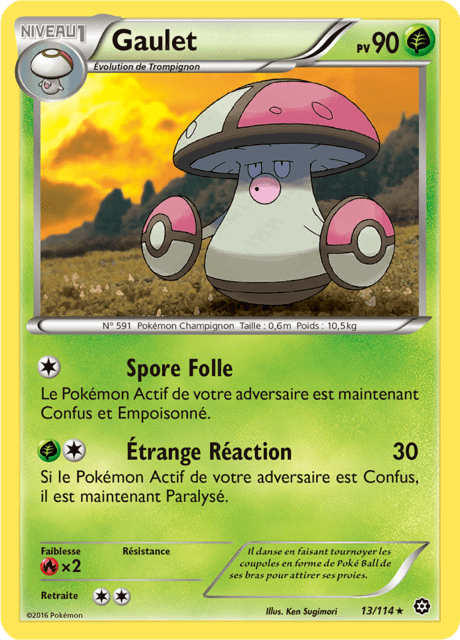 NIVEAU 1
Gaulet
PV 90
Évolution de Trompignon
N° 591 Pokémon Champignon Taille : 0,6m Poids : 10,5kg
Spore Folle
Le Pokémon Actif de votre adversaire est maintenant
Confus et Empoisonné.
Étrange Réaction 30
Si le Pokémon Actif de votre adversaire est Confus,
il est maintenant Paralysé.
Faiblesse
×2
Résistance
Retraite
Il danse en faisant tournoyer les
coupoles en forme de Poké Ball de
ses bras pour attirer ses proies.
©2016 Pokémon
Illus. Ken Sugimori
13/114 ★